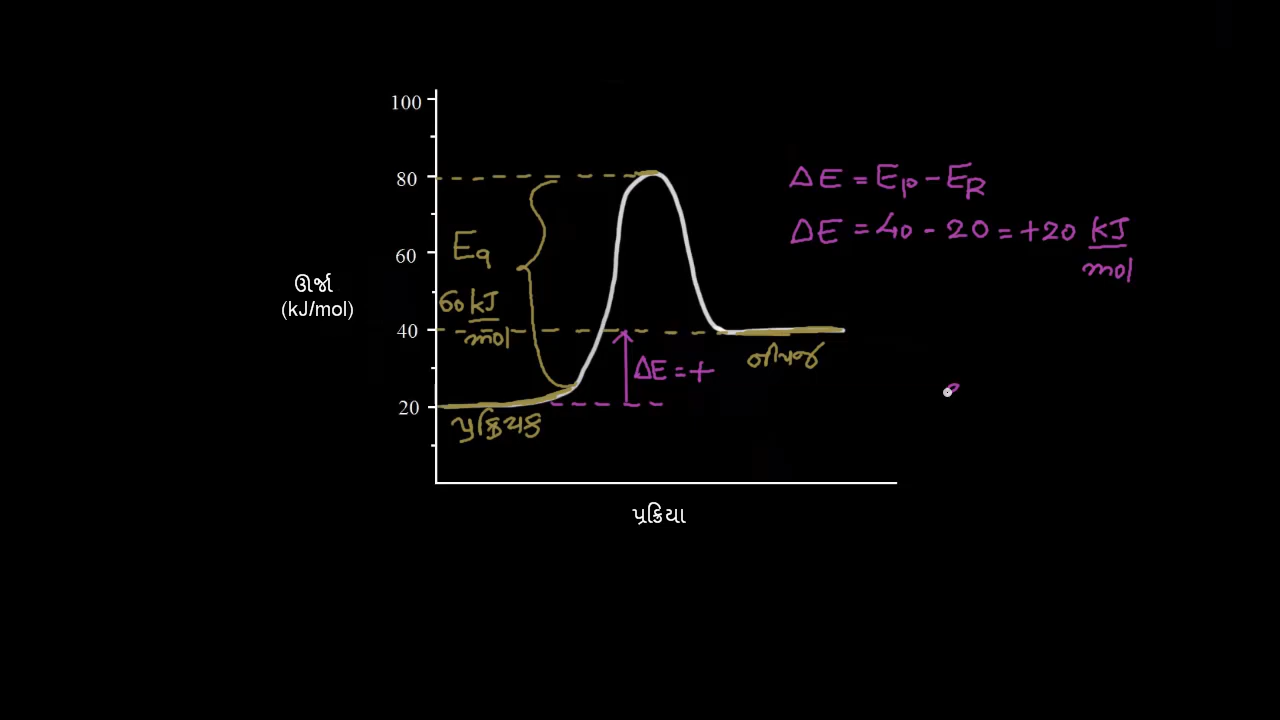 100
80
60
40
20
ઊર્જા
(kJ/mol)
પ્રક્રિયા
Ea
60 kJ/mol
પ્રક્રિયક
નીપજ
ΔE = +
ΔE = Ep - ER
ΔE = 40 - 20 = +20 kJ/mol